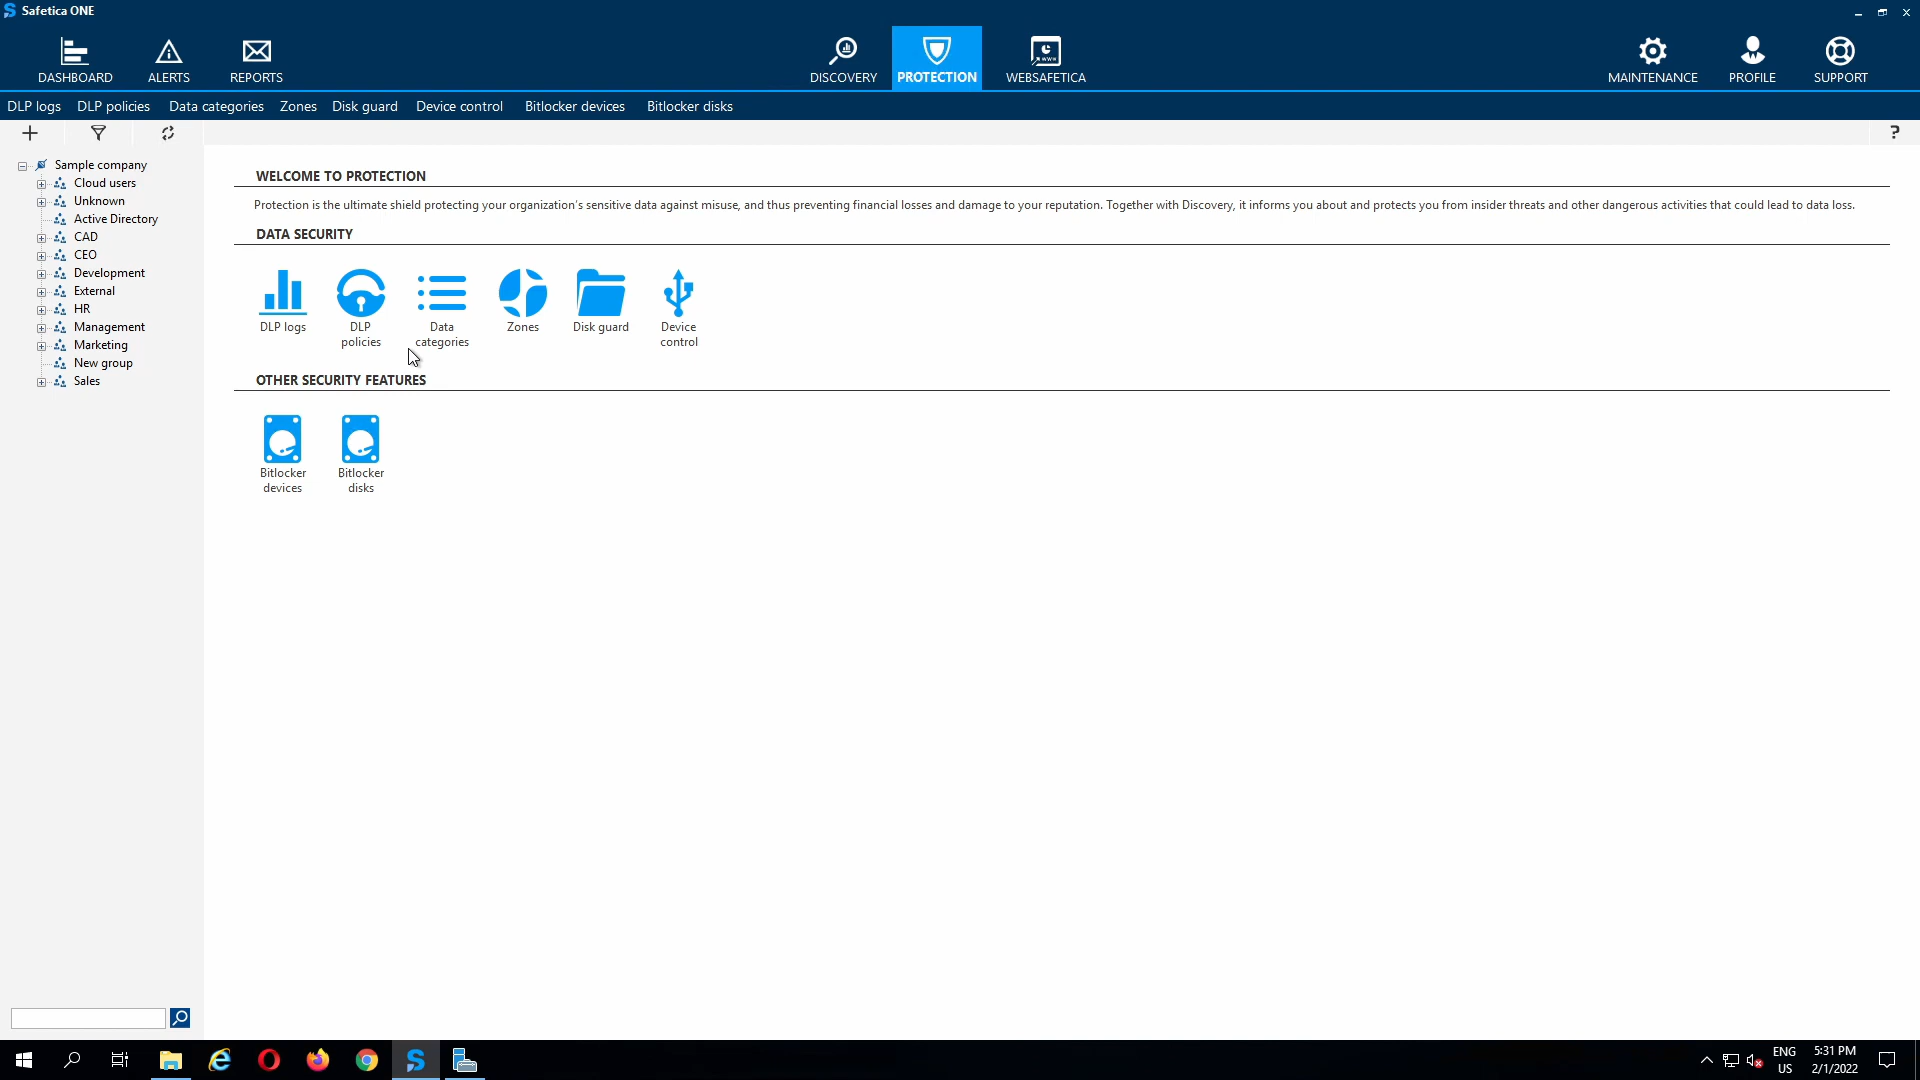 Safetica ONE
DASHBOARD ALERTS REPORTS DISCOVERY PROTECTION WEBSAFETICA MAINTENANCE PROFILE SUPPORT
DLP logs DLP policies Data categories Zones Disk guard Device control Bitlocker devices Bitlocker disks
?
Sample company
Cloud users
Unknown
Active Directory
CAD
CEO
Development
External
HR
Management
Marketing
New group
Sales
WELCOME TO PROTECTION
Protection is the ultimate shield protecting your organization's sensitive data against misuse, and thus preventing financial losses and damage to your reputation. Together with Discovery, it informs you about and protects you from insider threats and other dangerous activities that could lead to data loss.
DATA SECURITY
DLP logs
DLP
policies
Data
categories
Zones
Disk guard
Device
control
OTHER SECURITY FEATURES
Bitlocker
devices
Bitlocker
disks
ENG
US
5:31 PM
2/1/2022